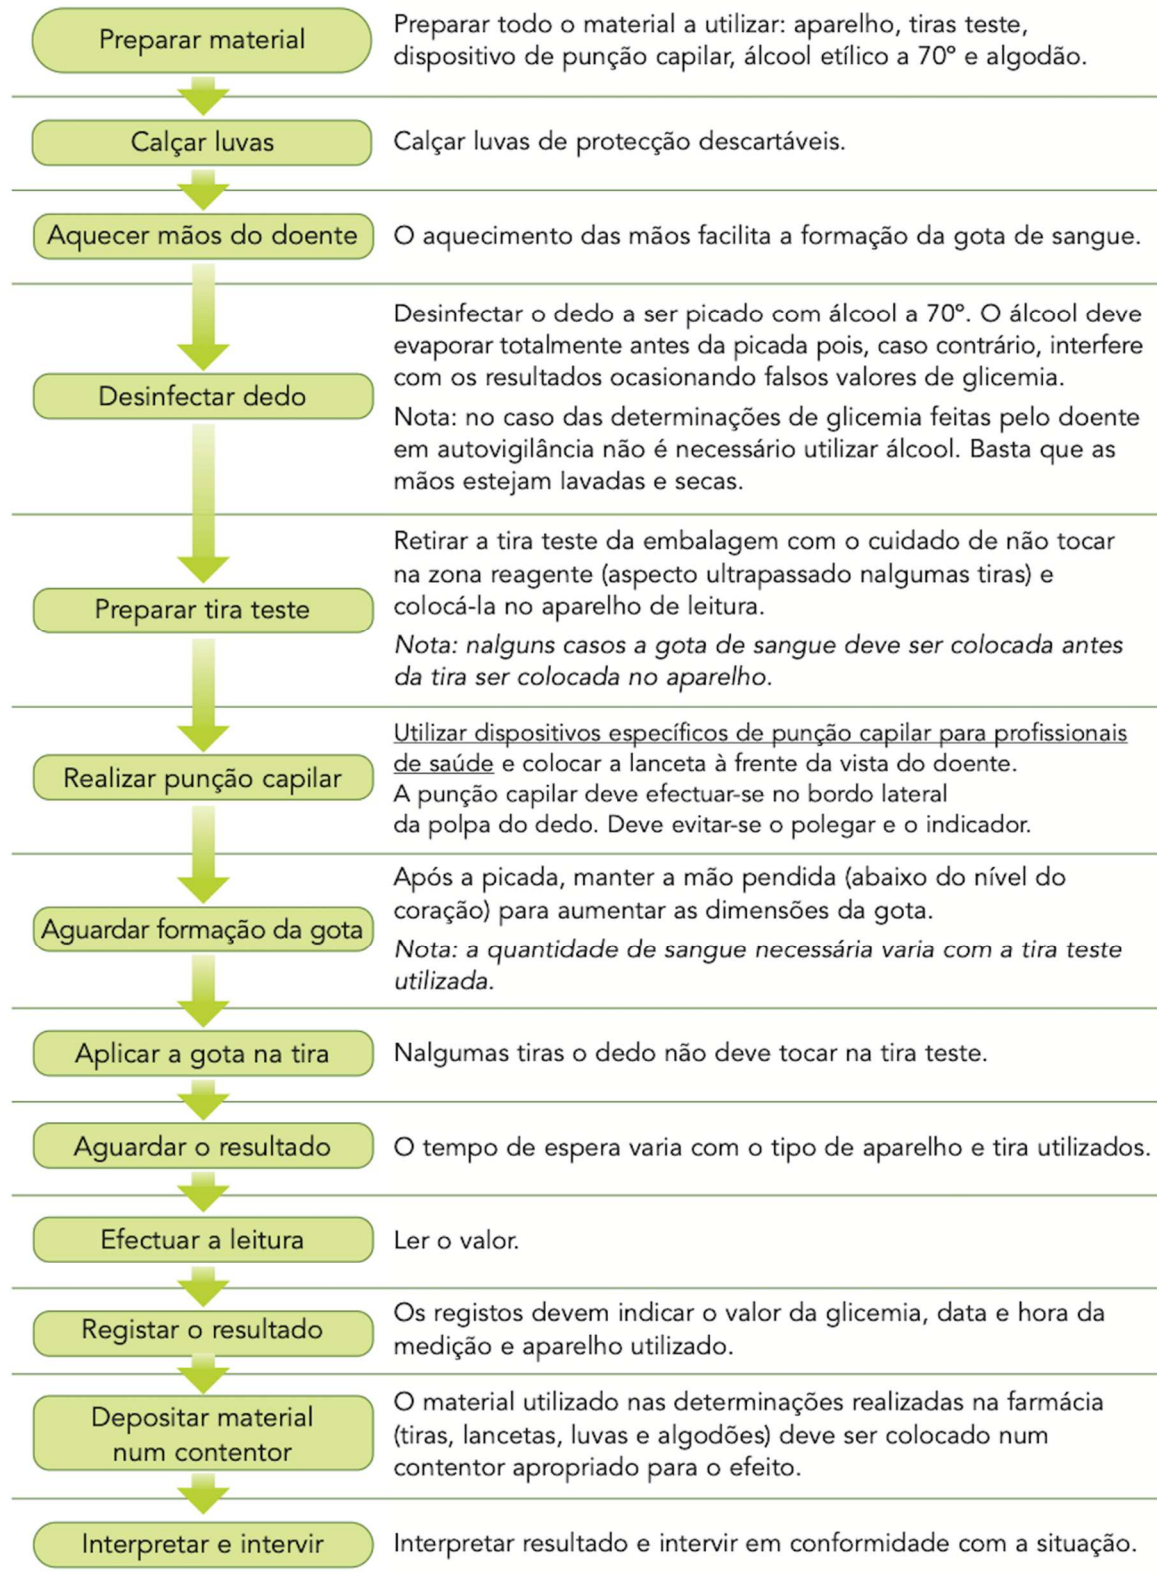 Preparar material
Preparar todo o material a utilizar: aparelho, tiras teste,
dispositivo de punção capilar, álcool etílico a 70º e algodão.
Calçar luvas
Calçar luvas de protecção descartáveis.
Aquecer mãos do doente
O aquecimento das mãos facilita a formação da gota de sangue.
Desinfectar dedo
Desinfectar o dedo a ser picado com álcool a 70º. O álcool deve
evaporar totalmente antes da picada pois, caso contrário, interfere
com os resultados ocasionando falsos valores de glicemia.
Nota: no caso das determinações de glicemia feitas pelo doente
em autovigilância não é necessário utilizar álcool. Basta que as
mãos estejam lavadas e secas.
Preparar tira teste
Retirar a tira teste da embalagem com o cuidado de não tocar
na zona reagente (aspecto ultrapassado nalgumas tiras) e
colocá-la no aparelho de leitura.
Nota: nalguns casos a gota de sangue deve ser colocada antes
da tira ser colocada no aparelho.
Realizar punção capilar
Utilizar dispositivos específicos de punção capilar para profissionais
de saúde e colocar a lanceta à frente da vista do doente.
A punção capilar deve efectuar-se no bordo lateral
da polpa do dedo. Deve evitar-se o polegar e o indicador.
Aguardar formação da gota
Após a picada, manter a mão pendida (abaixo do nível do
coração) para aumentar as dimensões da gota.
Nota: a quantidade de sangue necessária varia com a tira teste
utilizada.
Aplicar a gota na tira
Nalgumas tiras o dedo não deve tocar na tira teste.
Aguardar o resultado
O tempo de espera varia com o tipo de aparelho e tira utilizados.
Efectuar a leitura
Ler o valor.
Registar o resultado
Os registos devem indicar o valor da glicemia, data e hora da
medição e aparelho utilizado.
Depositar material
num contentor
O material utilizado nas determinações realizadas na farmácia
(tiras, lancetas, luvas e algodões) deve ser colocado num
contentor apropriado para o efeito.
Interpretar e intervir
Interpretar resultado e intervir em conformidade com a situação.